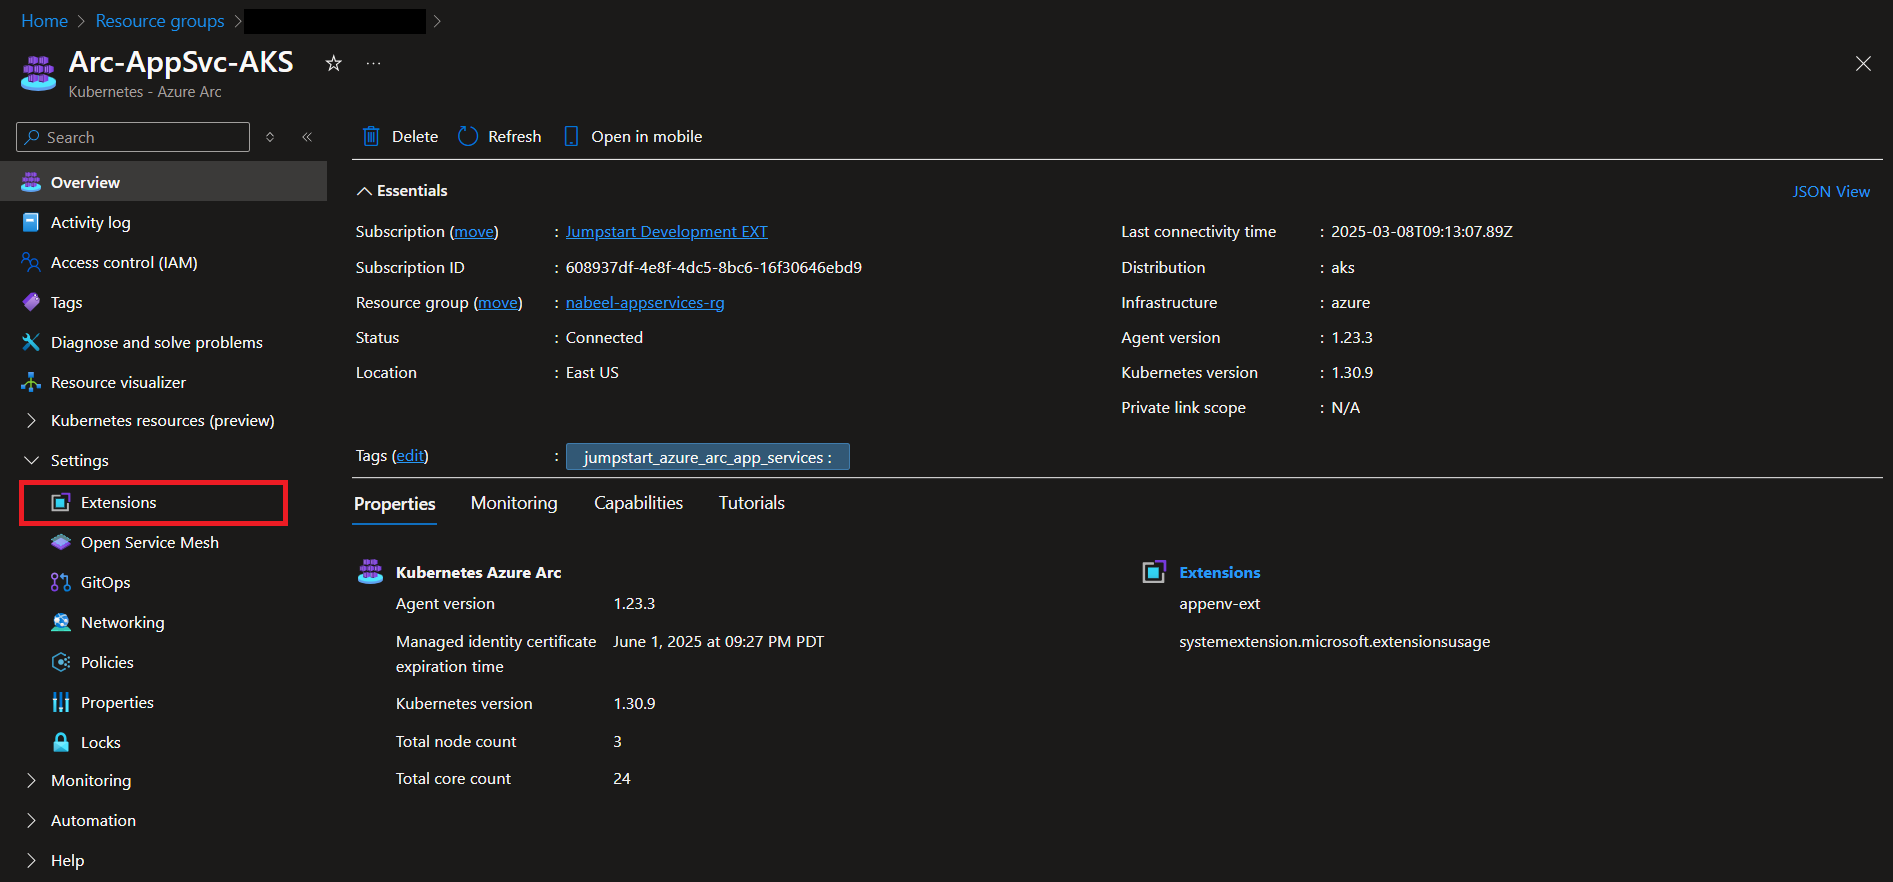 Home > Resource groups > >
Arc-AppSvc-AKS
Kubernetes - Azure Arc
Search
Delete Refresh Open in mobile
Overview
Activity log
Access control (IAM)
Tags
Diagnose and solve problems
Resource visualizer
Kubernetes resources (preview)
Settings
Extensions
Open Service Mesh
GitOps
Networking
Policies
Properties
Locks
Monitoring
Automation
Help
Essentials
JSON View
Subscription (move) : Jumpstart Development EXT
Subscription ID : 608937df-4e8f-4dc5-8bc6-16f30646ebd9
Resource group (move) : nabeel-appservices-rg
Status : Connected
Location : East US
Last connectivity time : 2025-03-08T09:13:07.89Z
Distribution : aks
Infrastructure : azure
Agent version : 1.23.3
Kubernetes version : 1.30.9
Private link scope : N/A
Tags (edit) : jumpstart_azure_arc_app_services :
Properties Monitoring Capabilities Tutorials
Kubernetes Azure Arc
Agent version 1.23.3
Managed identity certificate June 1, 2025 at 09:27 PM PDT
expiration time
Kubernetes version 1.30.9
Total node count 3
Total core count 24
Extensions
appenv-ext
systemextension.microsoft.extensionsusage